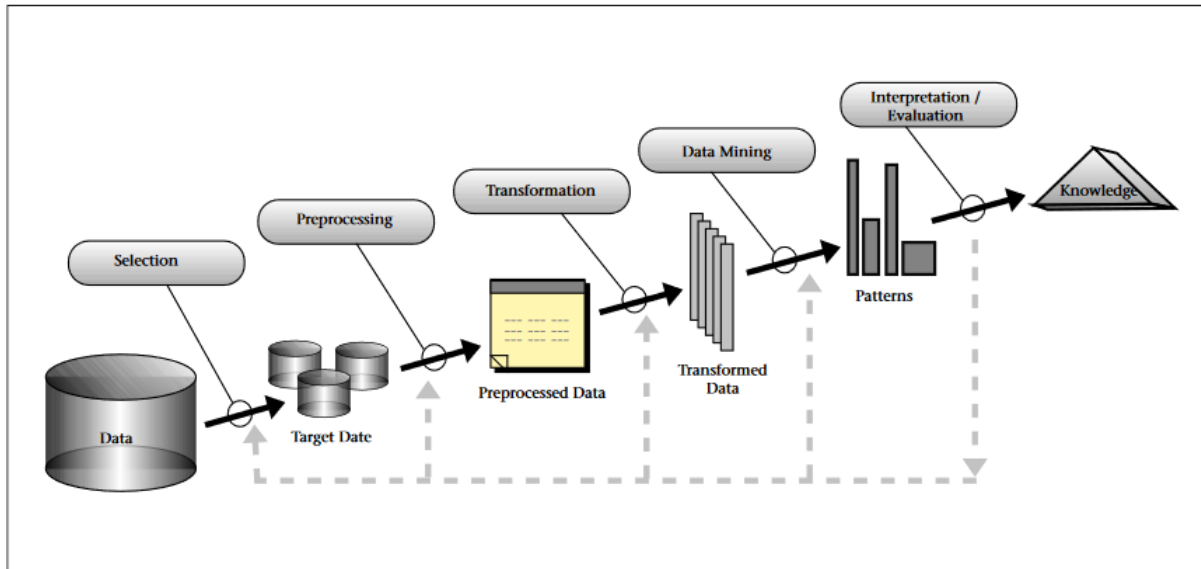 Interpretation /
Evaluation
Data Mining
Transformation
Knowledge
Preprocessing
Selection
Patterns
Transformed
Data
Preprocessed Data
Data
Target Date